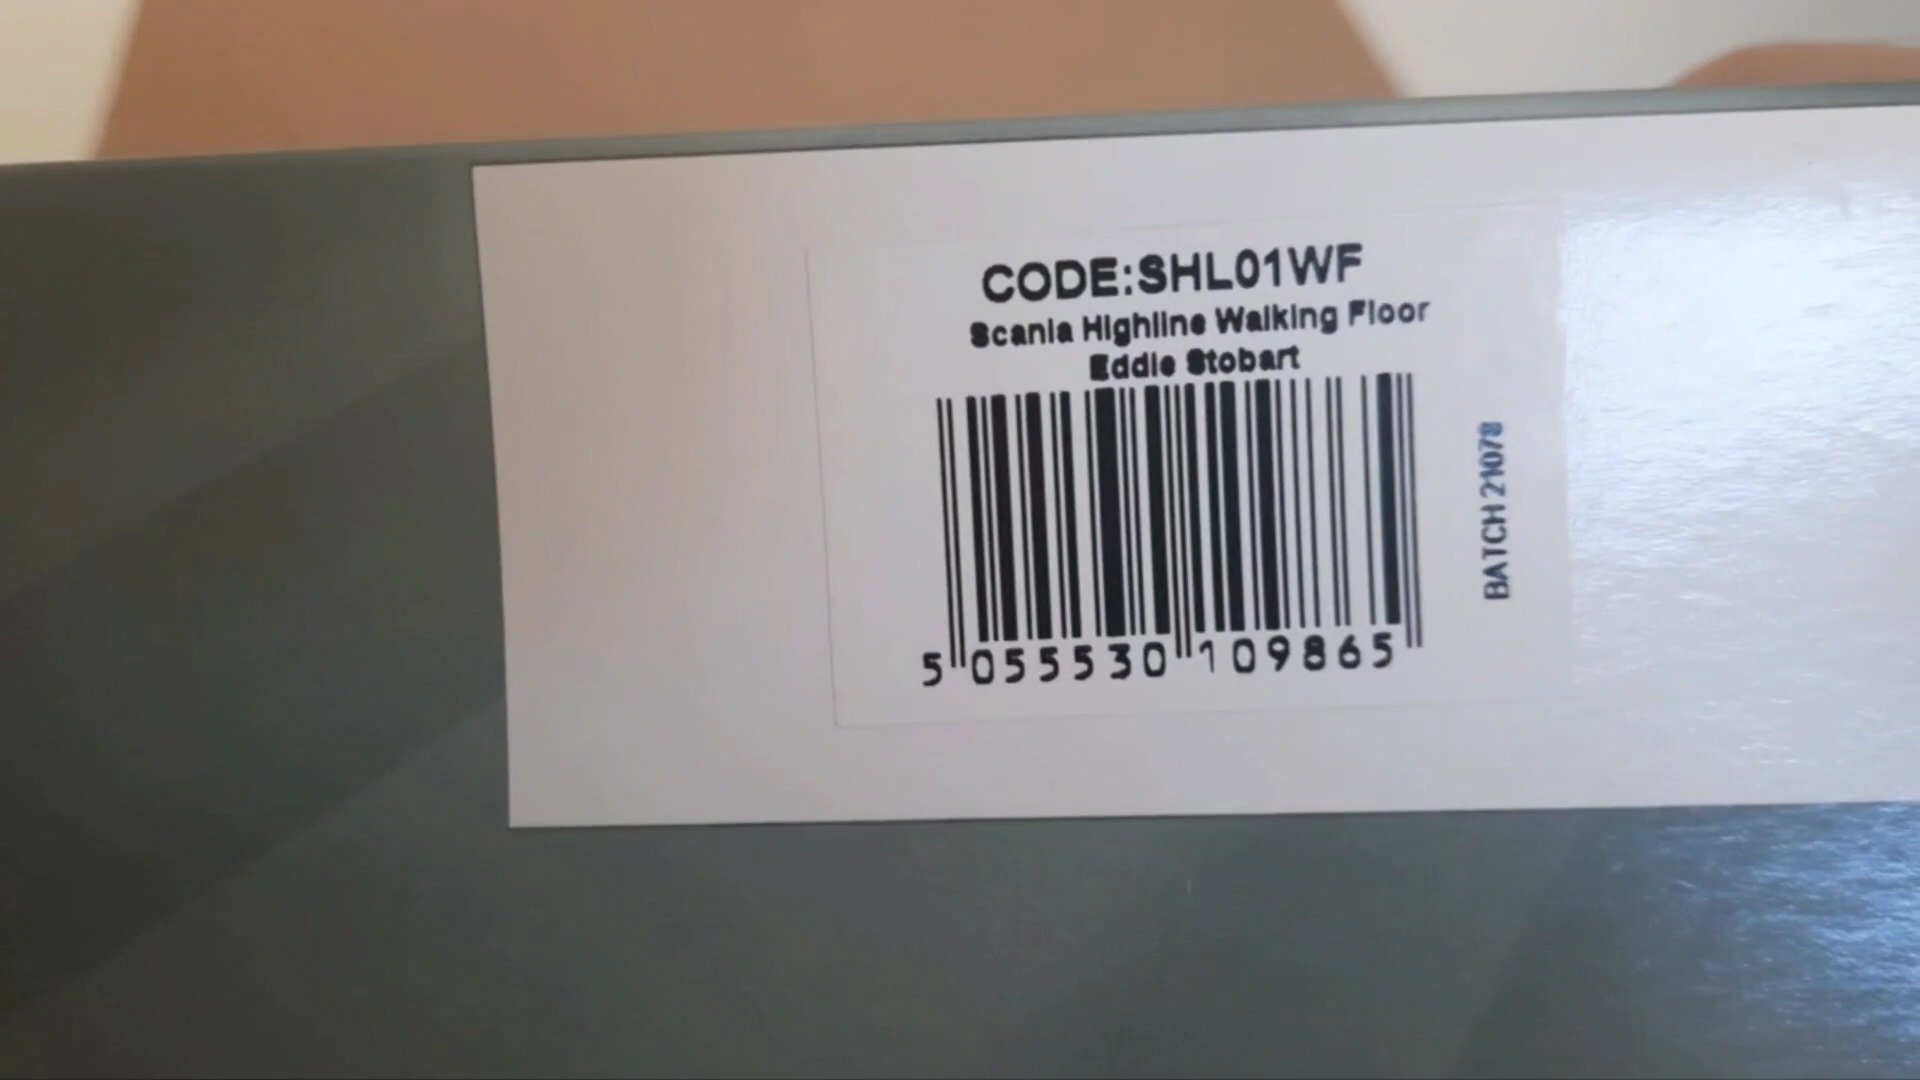 CODE:SHL01WF
Scania Highline Walking Floor
Eddie Stobart
5 055530 109865
BATCH 21078